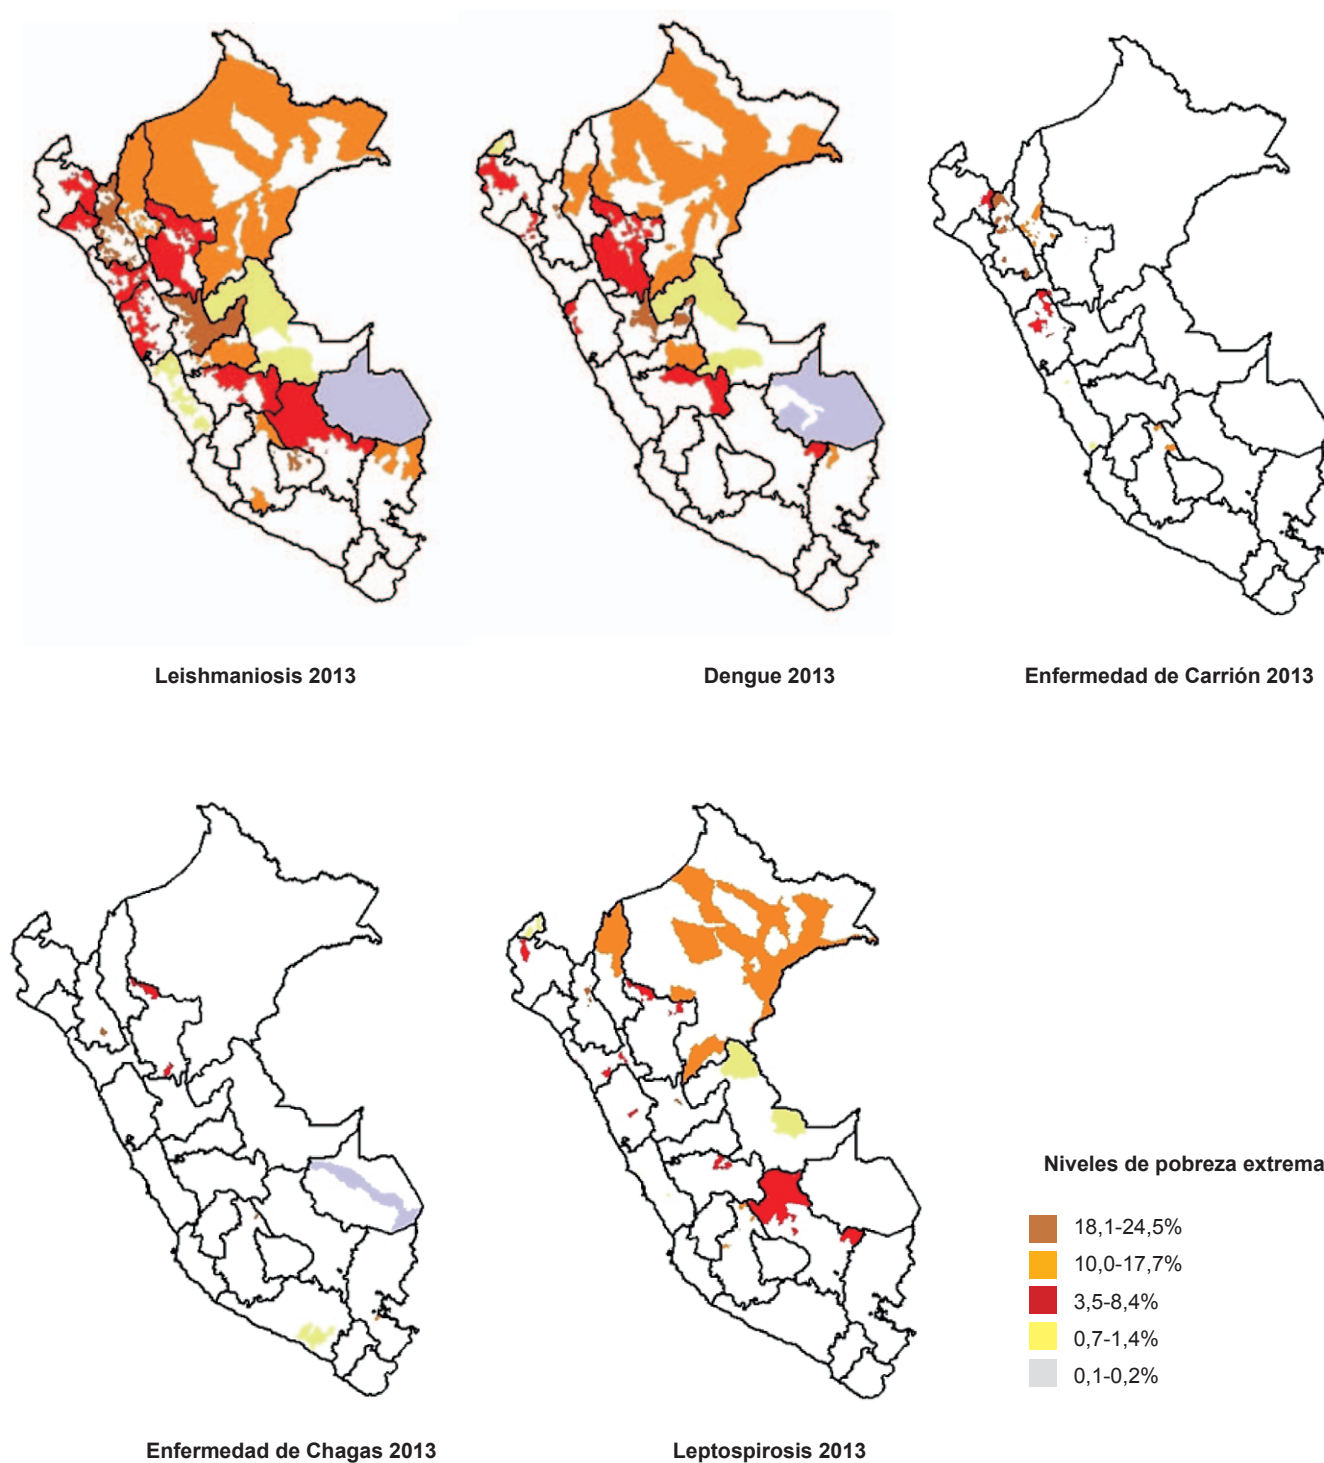 Leishmaniosis 2013
Dengue 2013
Enfermedad de Carrión 2013
Niveles de pobreza extrema
18,1-24,5%
10,0-17,7%
3,5-8,4%
0,7-1,4%
0,1-0,2%
Enfermedad de Chagas 2013
Leptospirosis 2013